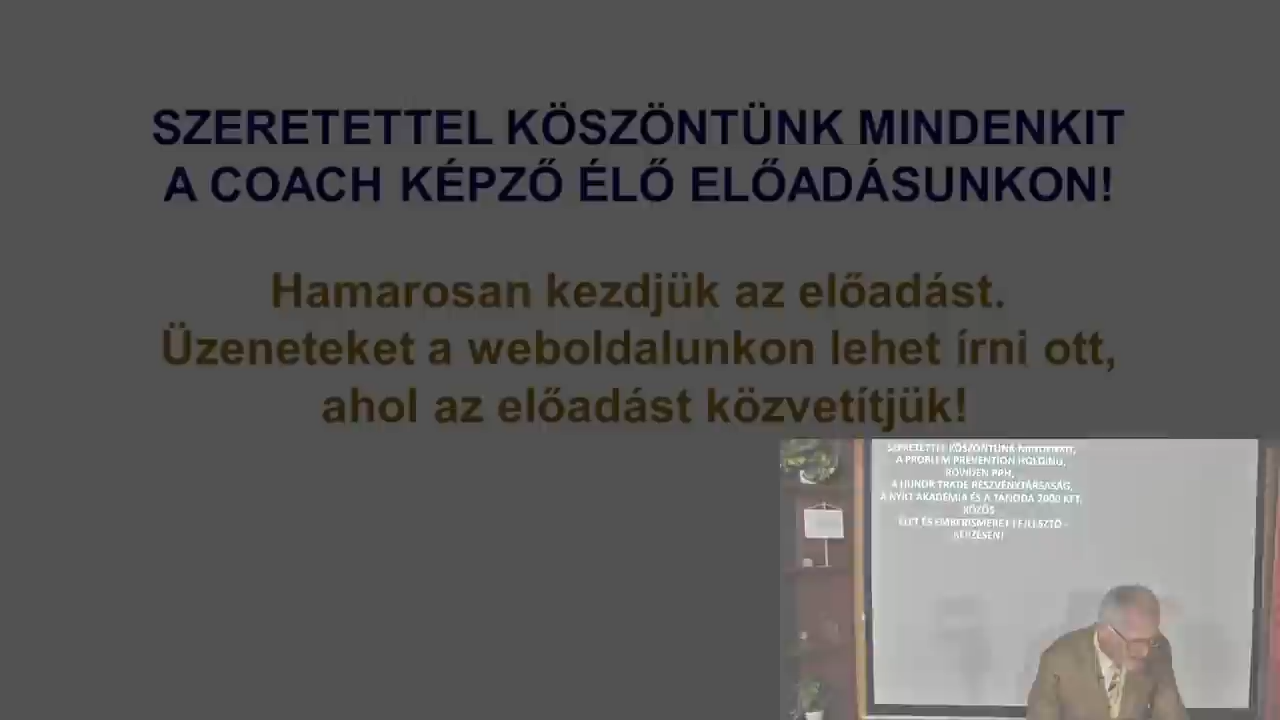 SZERETETTEL KÖSZÖNTÜNK MINDENKIT
A COACH KÉPZŐ ÉLŐ ELŐADÁSUNKON!
Hamarosan kezdjük az előadást.
Üzeneteket a weboldalunkon lehet írni ott,
ahol az előadást közvetítjük!
KÖSZÖNTÜNK
A PROBLEM PREVENTION HOLDING,
RÖVIDEN PPH,
A HUNOR TRADE RÉSZVÉNYTÁRSASÁG,
A NYÍLT AKADÉMIA ÉS A TANODA 2000 KFT.
KÖZÖS
ÉLET ÉS EMBERISMERET FEJLESZTŐ -
KÉPZÉSÉN!